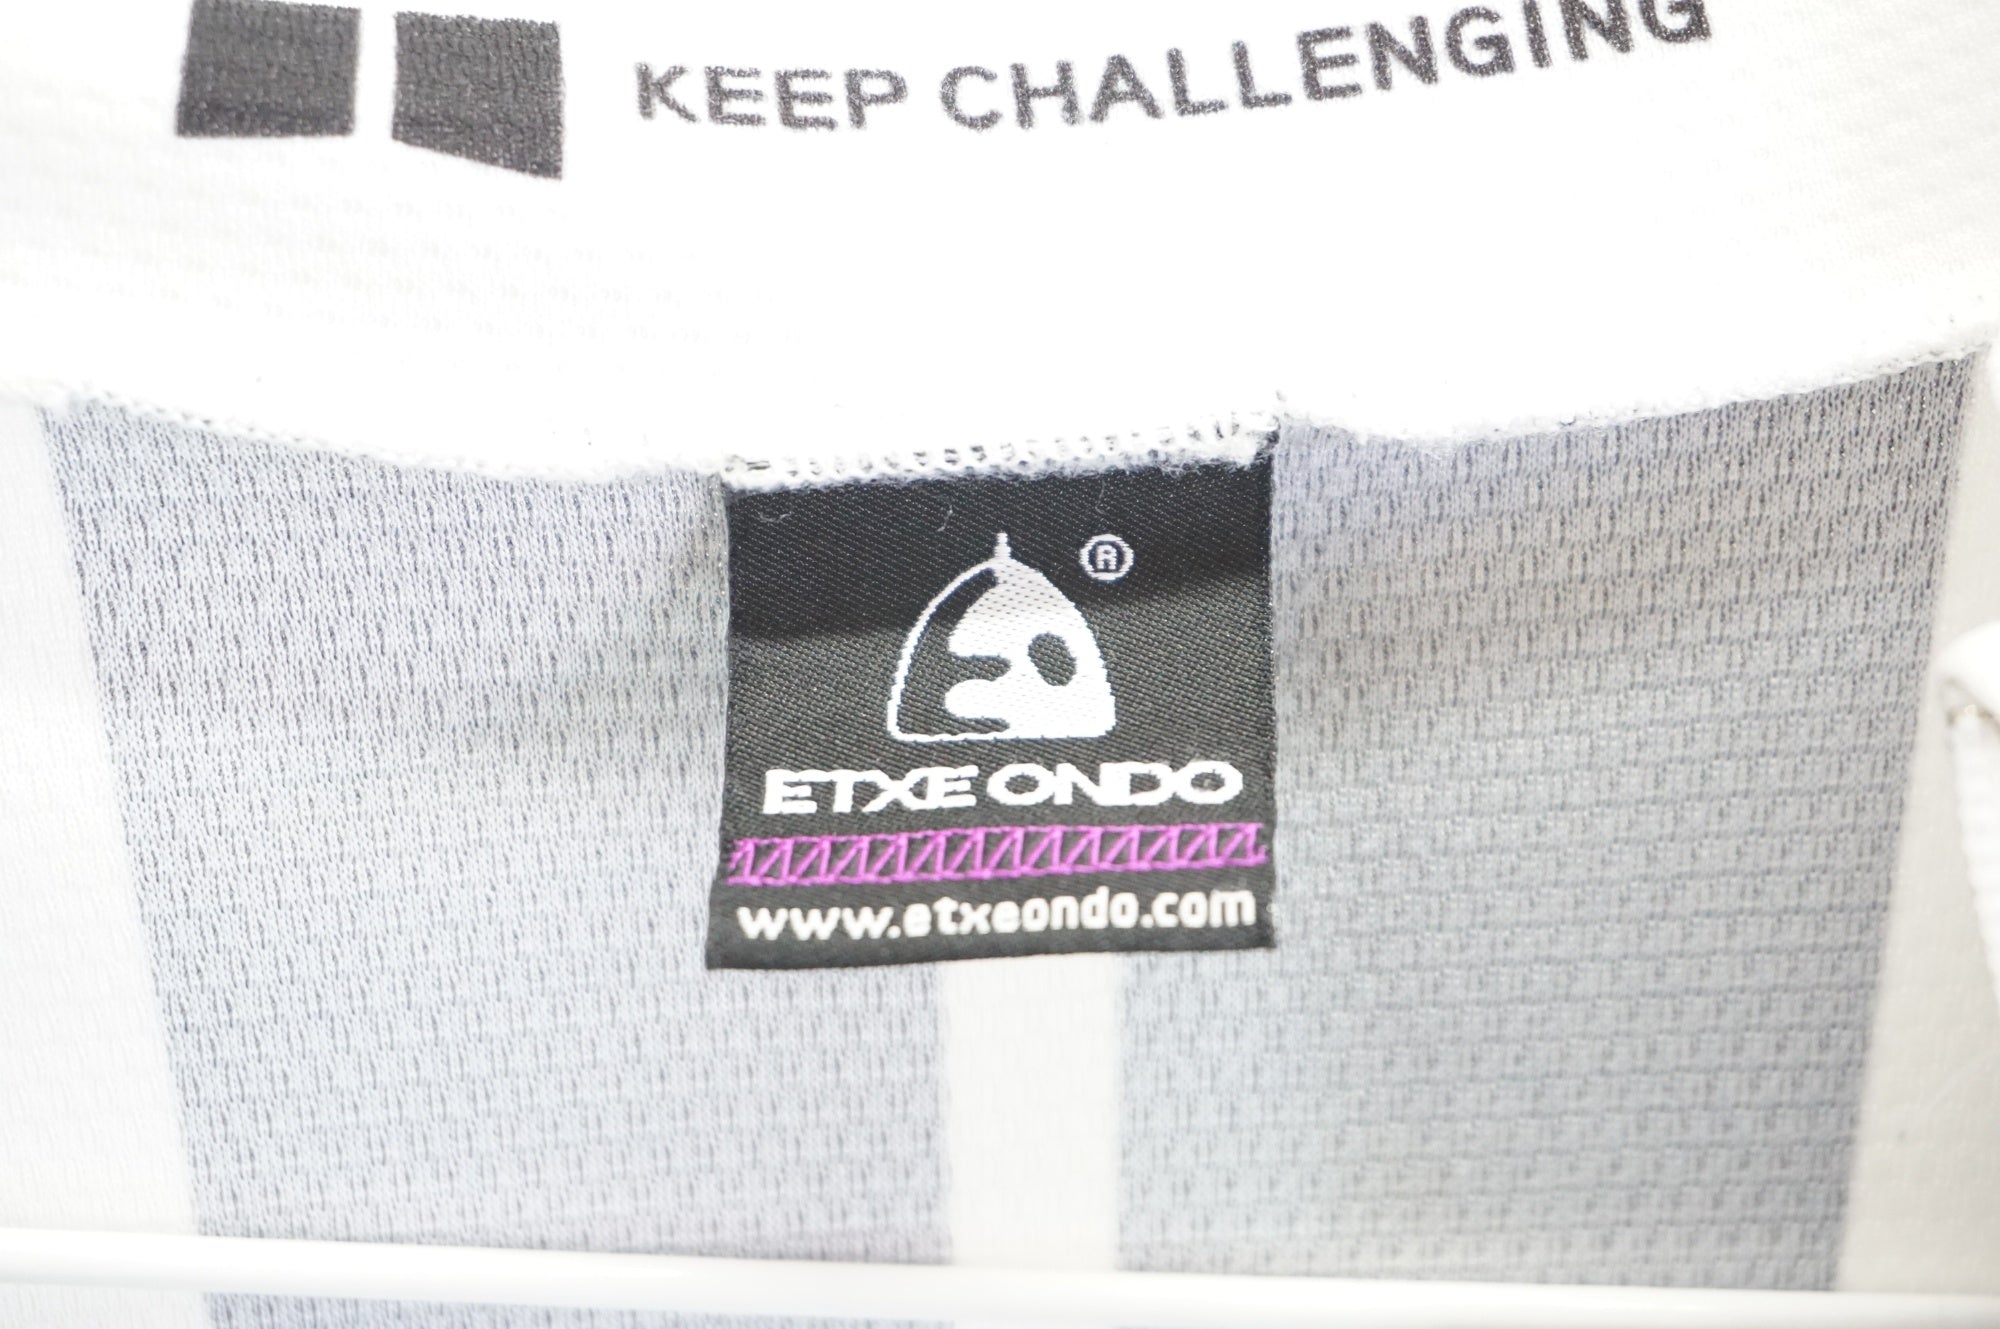 KEEP CHALLENGING
®
ETXE ONDO
www.etxeondo.com